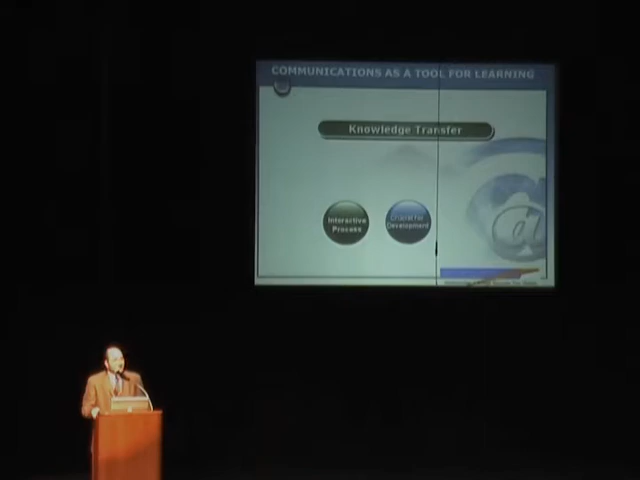 COMMUNICATIONS AS A TOOL FOR LEARNING
Knowledge Transfer
Interactive
Process
Crucial For
Development